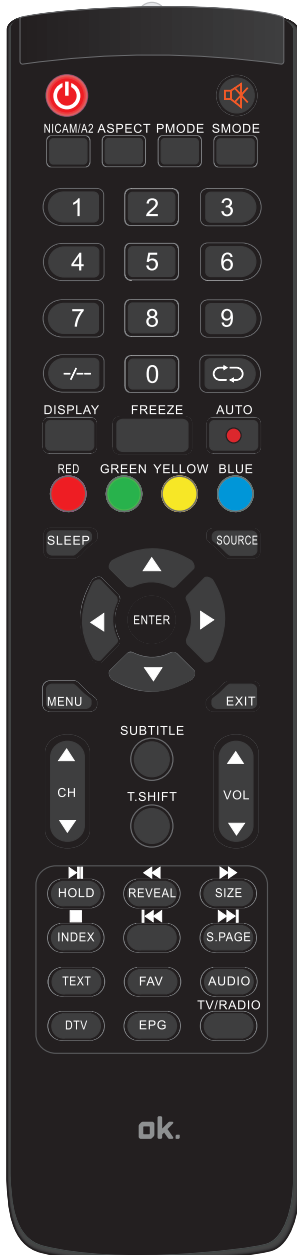 NICAM/A2 ASPECT PMODE SMODE
1 2 3
4 5 6
7 8 9
-/-- 0
DISPLAY FREEZE AUTO
RED GREEN YELLOW BLUE
SLEEP SOURCE
ENTER
MENU EXIT
SUBTITLE
CH T.SHIFT VOL
HOLD REVEAL SIZE
INDEX S.PAGE
TEXT FAV AUDIO
TV/RADIO
DTV EPG
ok.